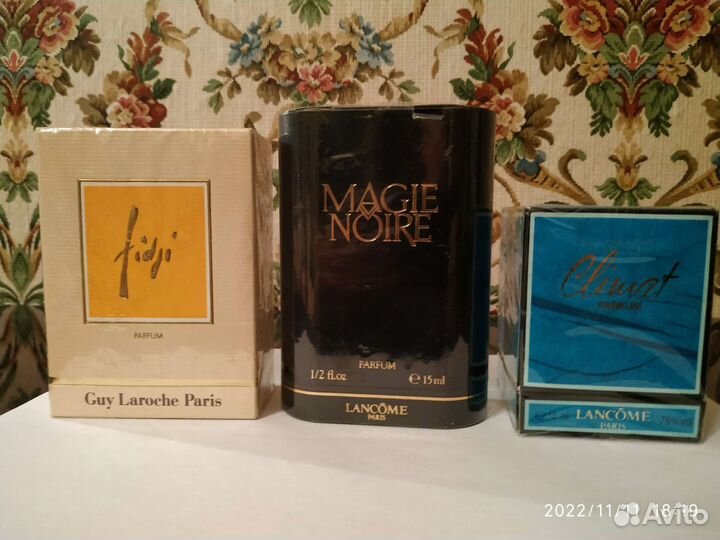 fidji
PARFUM
Guy Laroche Paris
MAGIE
NOIRE
PARFUM
1/2 fl.oz e 15 ml
LANCÔME
PARIS
Climat
PARFUM
LANCÔME
PARIS
2022/11/11 18:19
Avito